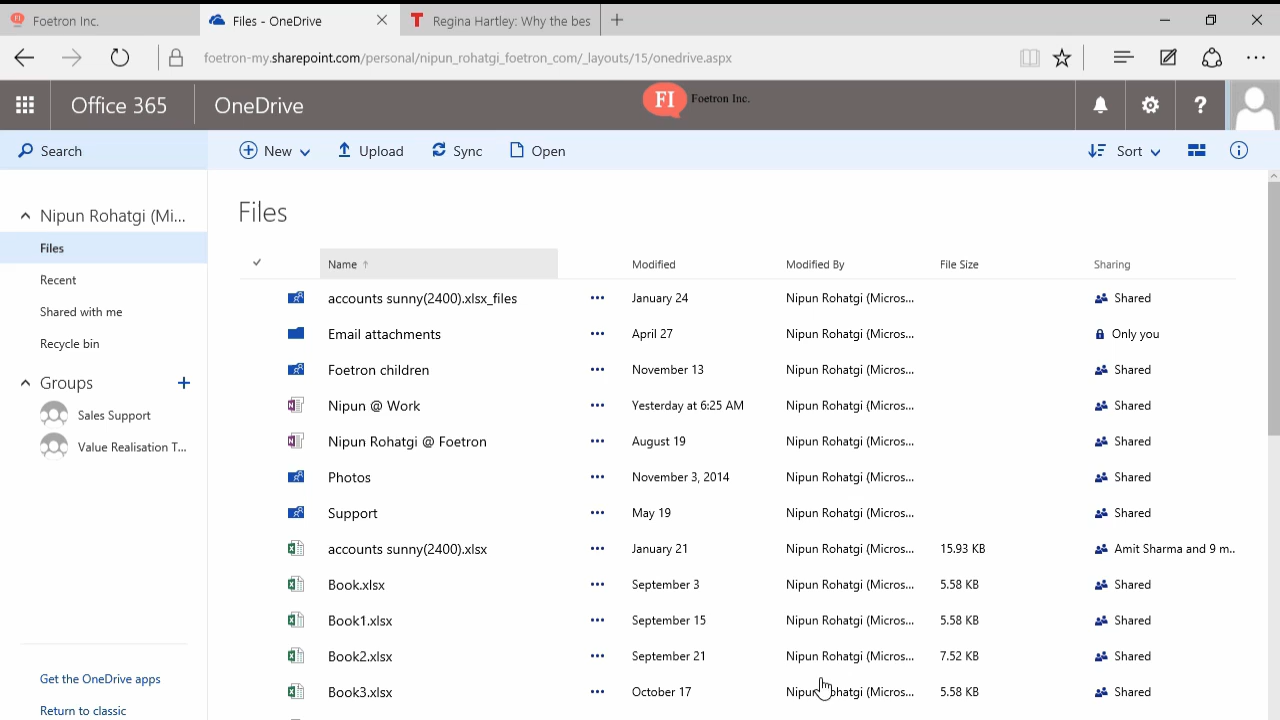 Foetron Inc.
Files - OneDrive
Regina Hartley: Why the bes
foetron-my.sharepoint.com/personal/nipun_rohatgi_foetron_com/_layouts/15/onedrive.aspx
Office 365
OneDrive
FI Foetron Inc.
?
Search
New
Upload
Sync
Open
Sort
Nipun Rohatgi (Mi...
Files
Recent
Shared with me
Recycle bin
Groups
Sales Support
Value Realisation T...
Get the OneDrive apps
Return to classic
Files
Name Modified Modified By File Size Sharing
accounts sunny(2400).xlsx_files ... January 24 Nipun Rohatgi (Micros... Shared
Email attachments ... April 27 Nipun Rohatgi (Micros... Only you
Foetron children ... November 13 Nipun Rohatgi (Micros... Shared
Nipun @ Work ... Yesterday at 6:25 AM Nipun Rohatgi (Micros... Shared
Nipun Rohatgi @ Foetron ... August 19 Nipun Rohatgi (Micros... Shared
Photos ... November 3, 2014 Nipun Rohatgi (Micros... Shared
Support ... May 19 Nipun Rohatgi (Micros... Shared
accounts sunny(2400).xlsx ... January 21 Nipun Rohatgi (Micros... 15.93 KB Amit Sharma and 9 m..
Book.xlsx ... September 3 Nipun Rohatgi (Micros... 5.58 KB Shared
Book1.xlsx ... September 15 Nipun Rohatgi (Micros... 5.58 KB Shared
Book2.xlsx ... September 21 Nipun Rohatgi (Micros... 7.52 KB Shared
Book3.xlsx ... October 17 Nipun Rohatgi (Micros... 5.58 KB Shared